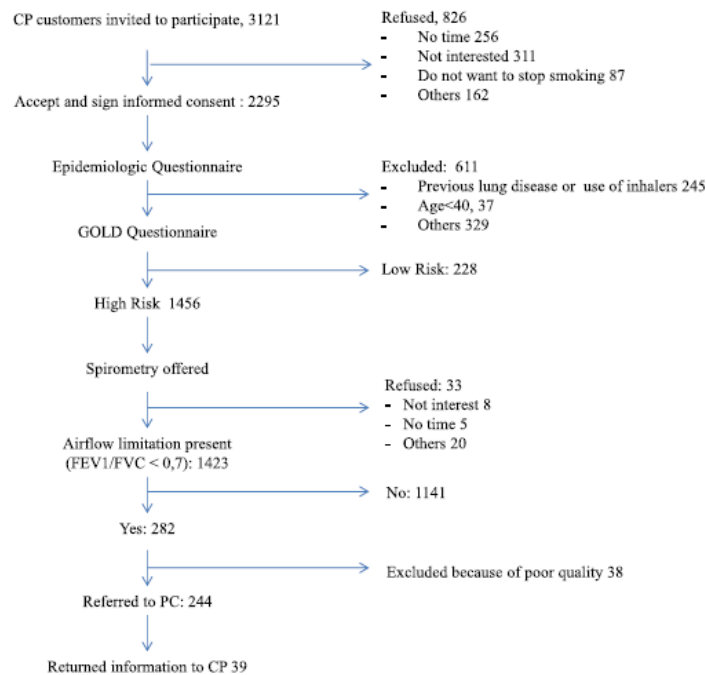 CP customers invited to participate, 3121
Refused, 826
- No time 256
- Not interested 311
- Do not want to stop smoking 87
- Others 162
Accept and sign informed consent : 2295
Epidemiologic Questionnaire
Excluded: 611
- Previous lung disease or use of inhalers 245
- Age<40, 37
- Others 329
GOLD Questionnaire
Low Risk: 228
High Risk 1456
Spirometry offered
Refused: 33
- Not interest 8
- No time 5
- Others 20
Airflow limitation present
(FEV1/FVC < 0,7): 1423
No: 1141
Yes: 282
Excluded because of poor quality 38
Referred to PC: 244
Returned information to CP 39